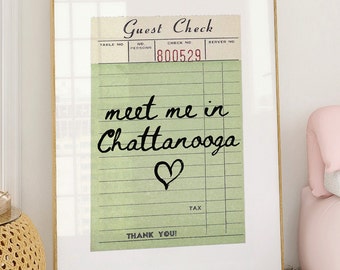 Guest Check
TABLE NO. NO. PERSONS CHECK NO. SERVER NO.
800529
meet me in
Chattanooga
TAX
THANK YOU!